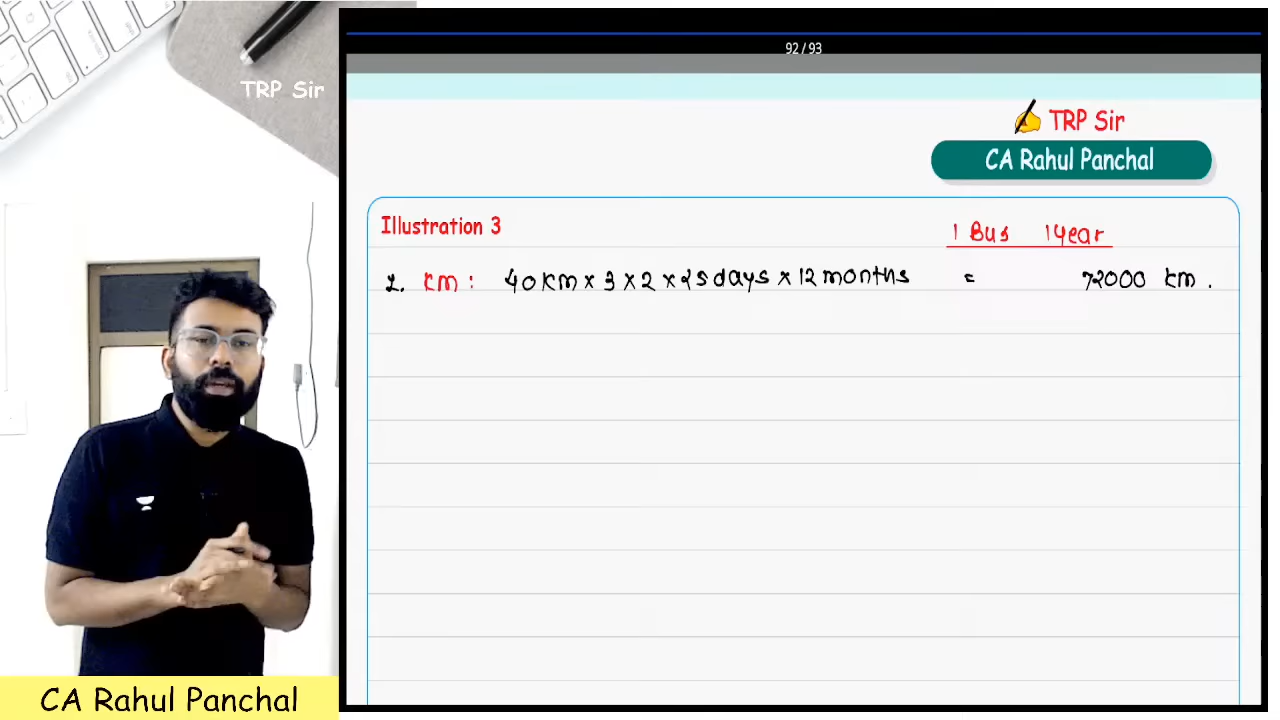 TRP Sir
92 / 93
TRP Sir
CA Rahul Panchal
Illustration 3
1 Bus 1 Year
1. km : 40 km x 3 x 2 x 25 days x 12 months = 72000 km.
CA Rahul Panchal